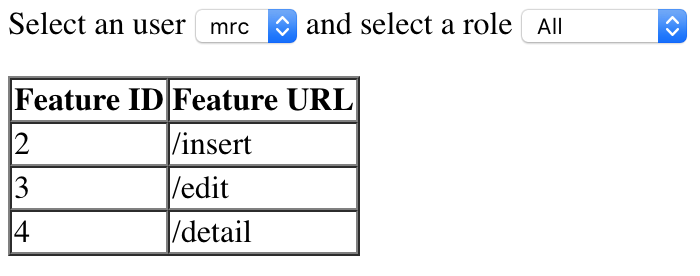 Select an user mrc and select a role All
Feature ID Feature URL
2 /insert
3 /edit
4 /detail